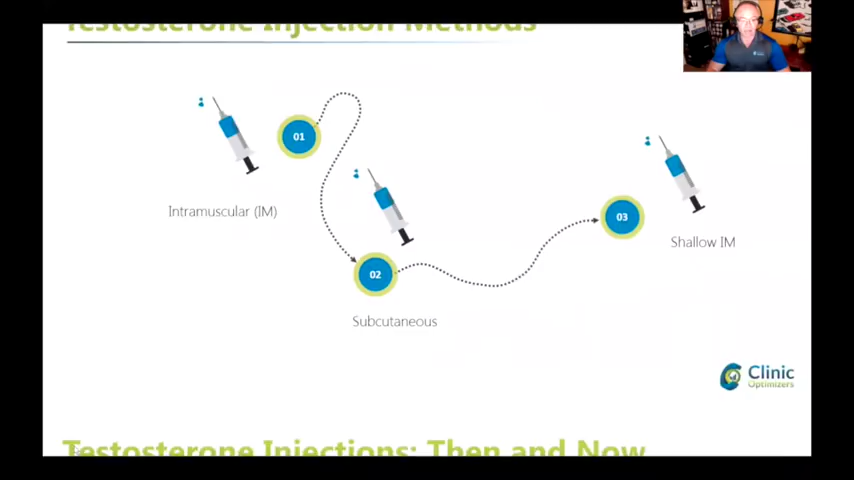 Testosterone Injection Methods
01
Intramuscular (IM)
02
Subcutaneous
03
Shallow IM
Clinic
Optimizers
Testosterone Injections: Then and Now